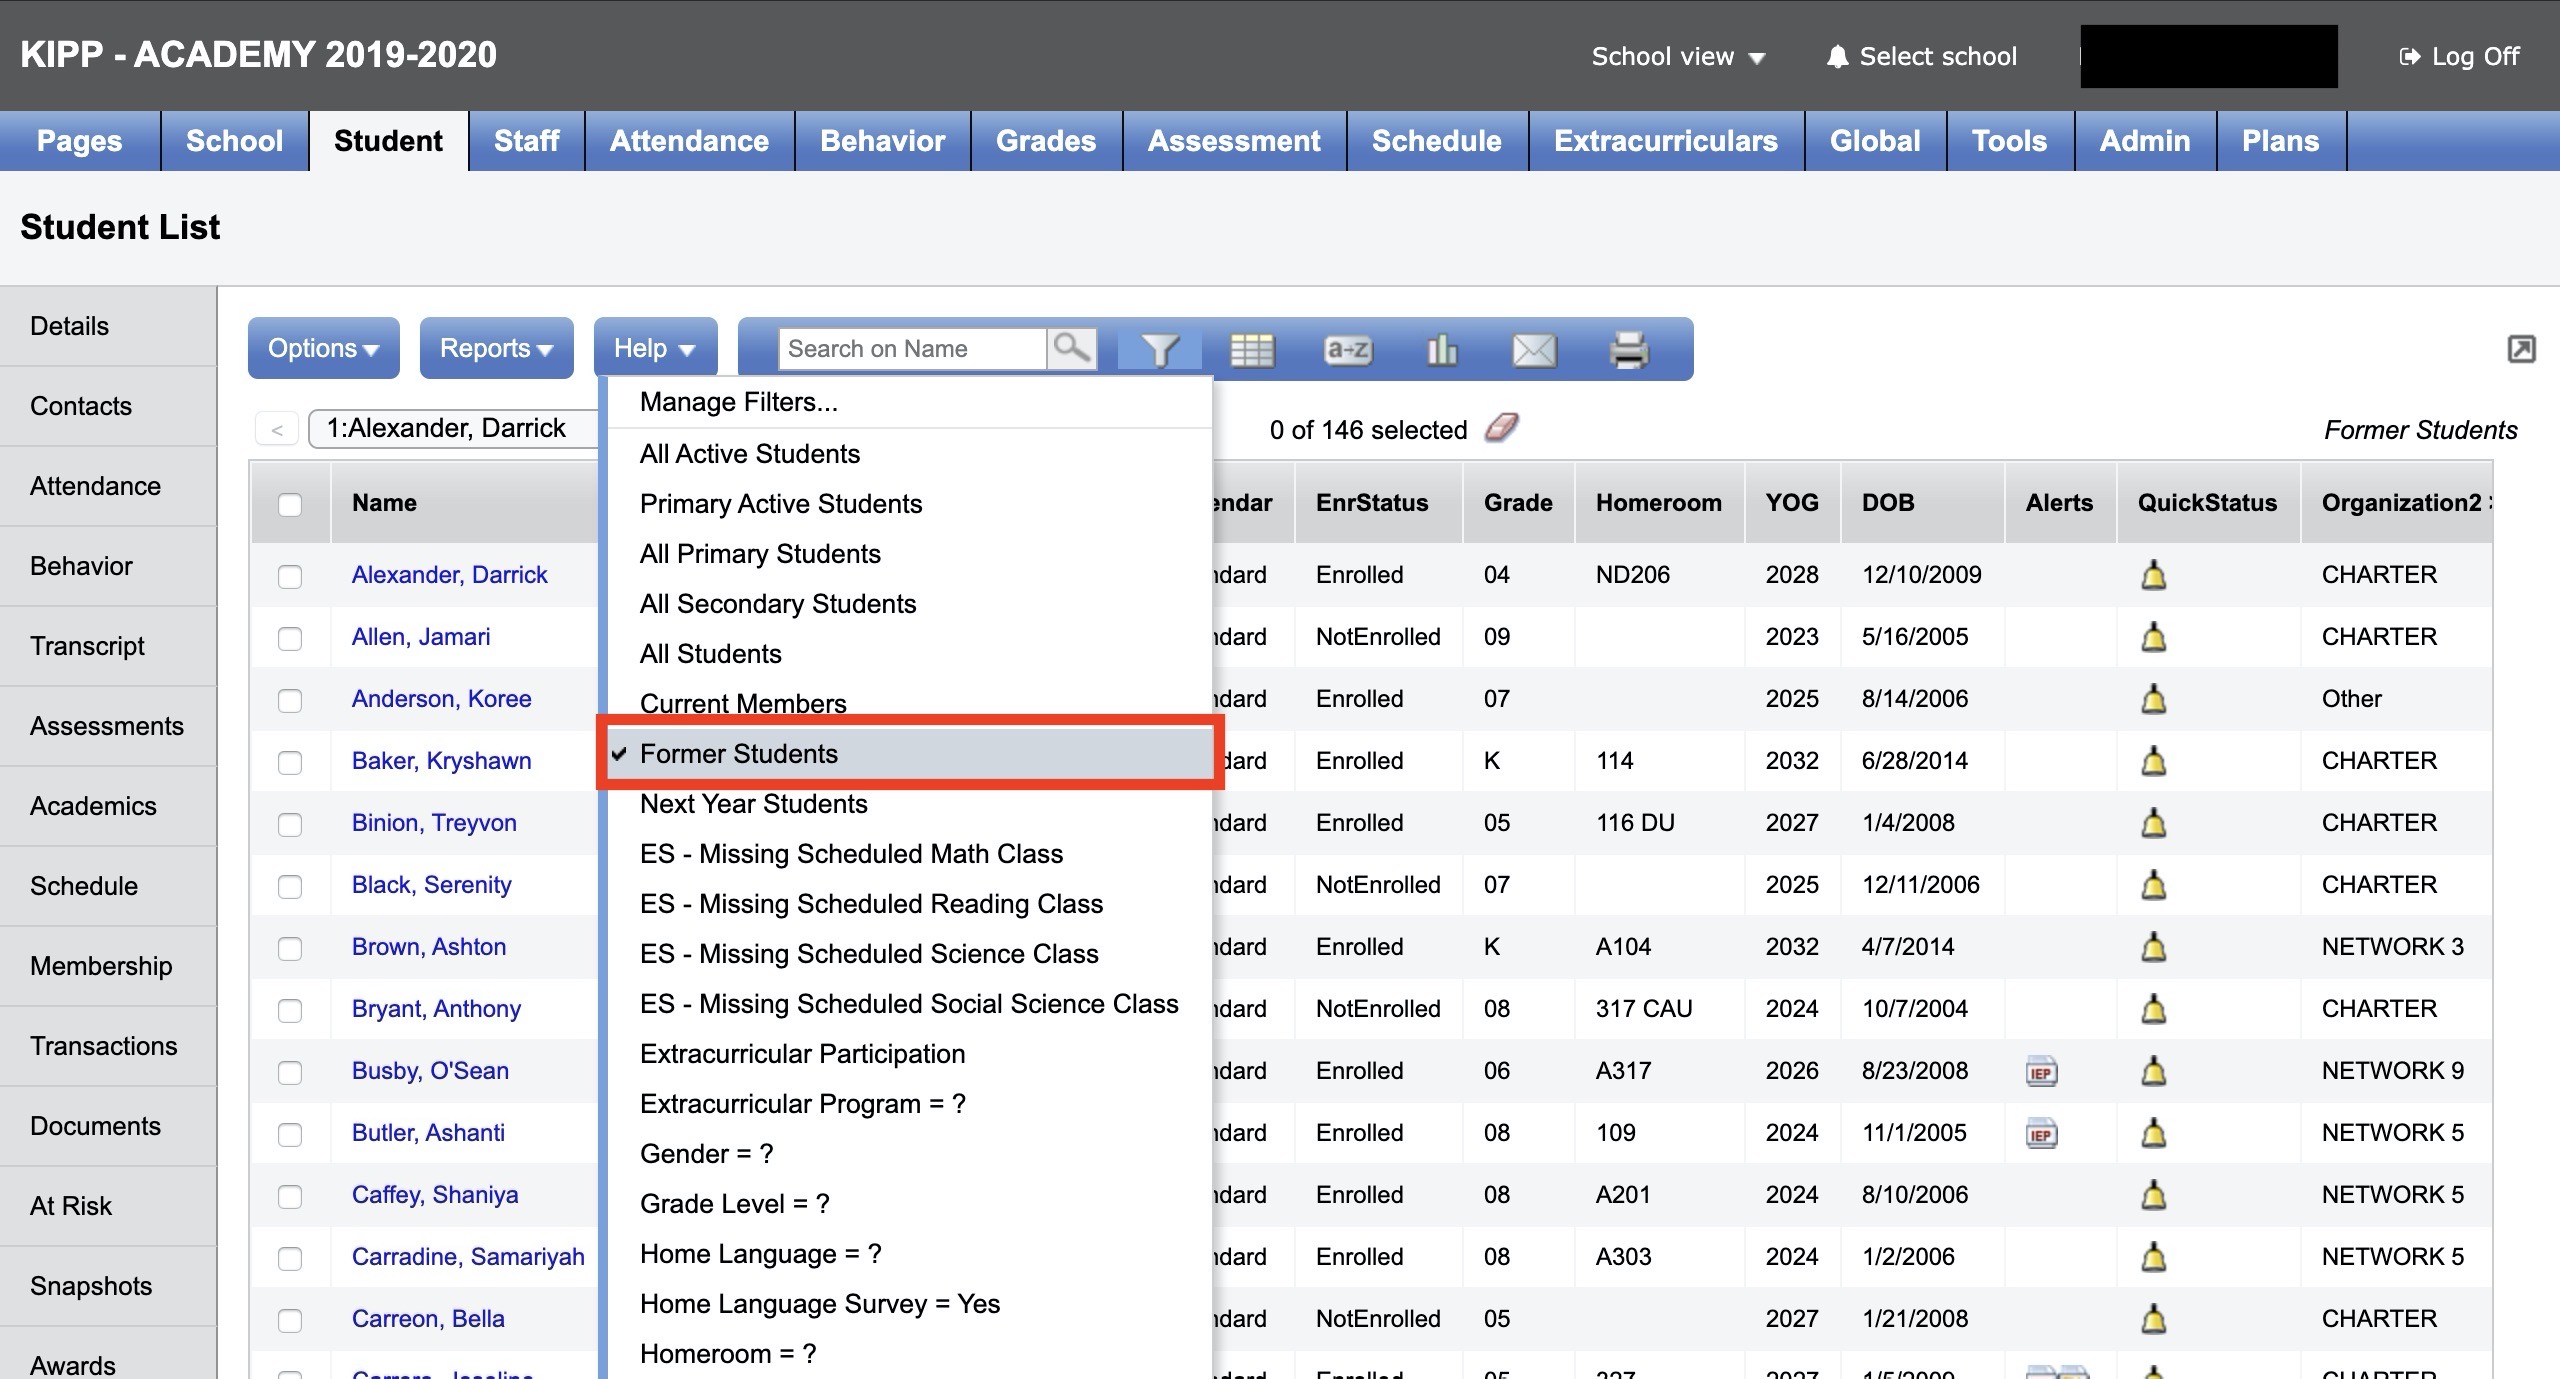 KIPP - ACADEMY 2019-2020
School view
Select school
Log Off
Pages School Student Staff Attendance Behavior Grades Assessment Schedule Extracurriculars Global Tools Admin Plans
Student List
Details
Contacts
Attendance
Behavior
Transcript
Assessments
Academics
Schedule
Membership
Transactions
Documents
At Risk
Snapshots
Awards
Options Reports Help Search on Name a-z
< 1:Alexander, Darrick 0 of 146 selected Former Students
Manage Filters...
All Active Students
Primary Active Students
All Primary Students
All Secondary Students
All Students
Current Members
Former Students
Next Year Students
ES - Missing Scheduled Math Class
ES - Missing Scheduled Reading Class
ES - Missing Scheduled Science Class
ES - Missing Scheduled Social Science Class
Extracurricular Participation
Extracurricular Program = ?
Gender = ?
Grade Level = ?
Home Language = ?
Home Language Survey = Yes
Homeroom = ?
Name endar EnrStatus Grade Homeroom YOG DOB Alerts QuickStatus Organization2
Alexander, Darrick ndard Enrolled 04 ND206 2028 12/10/2009 CHARTER
Allen, Jamari ndard NotEnrolled 09 2023 5/16/2005 CHARTER
Anderson, Koree ndard Enrolled 07 2025 8/14/2006 Other
Baker, Kryshawn dard Enrolled K 114 2032 6/28/2014 CHARTER
Binion, Treyvon ndard Enrolled 05 116 DU 2027 1/4/2008 CHARTER
Black, Serenity ndard NotEnrolled 07 2025 12/11/2006 CHARTER
Brown, Ashton ndard Enrolled K A104 2032 4/7/2014 NETWORK 3
Bryant, Anthony ndard NotEnrolled 08 317 CAU 2024 10/7/2004 CHARTER
Busby, O'Sean ndard Enrolled 06 A317 2026 8/23/2008 IEP NETWORK 9
Butler, Ashanti ndard Enrolled 08 109 2024 11/1/2005 IEP NETWORK 5
Caffey, Shaniya ndard Enrolled 08 A201 2024 8/10/2006 NETWORK 5
Carradine, Samariyah ndard Enrolled 08 A303 2024 1/2/2006 NETWORK 5
Carreon, Bella ndard NotEnrolled 05 2027 1/21/2008 CHARTER